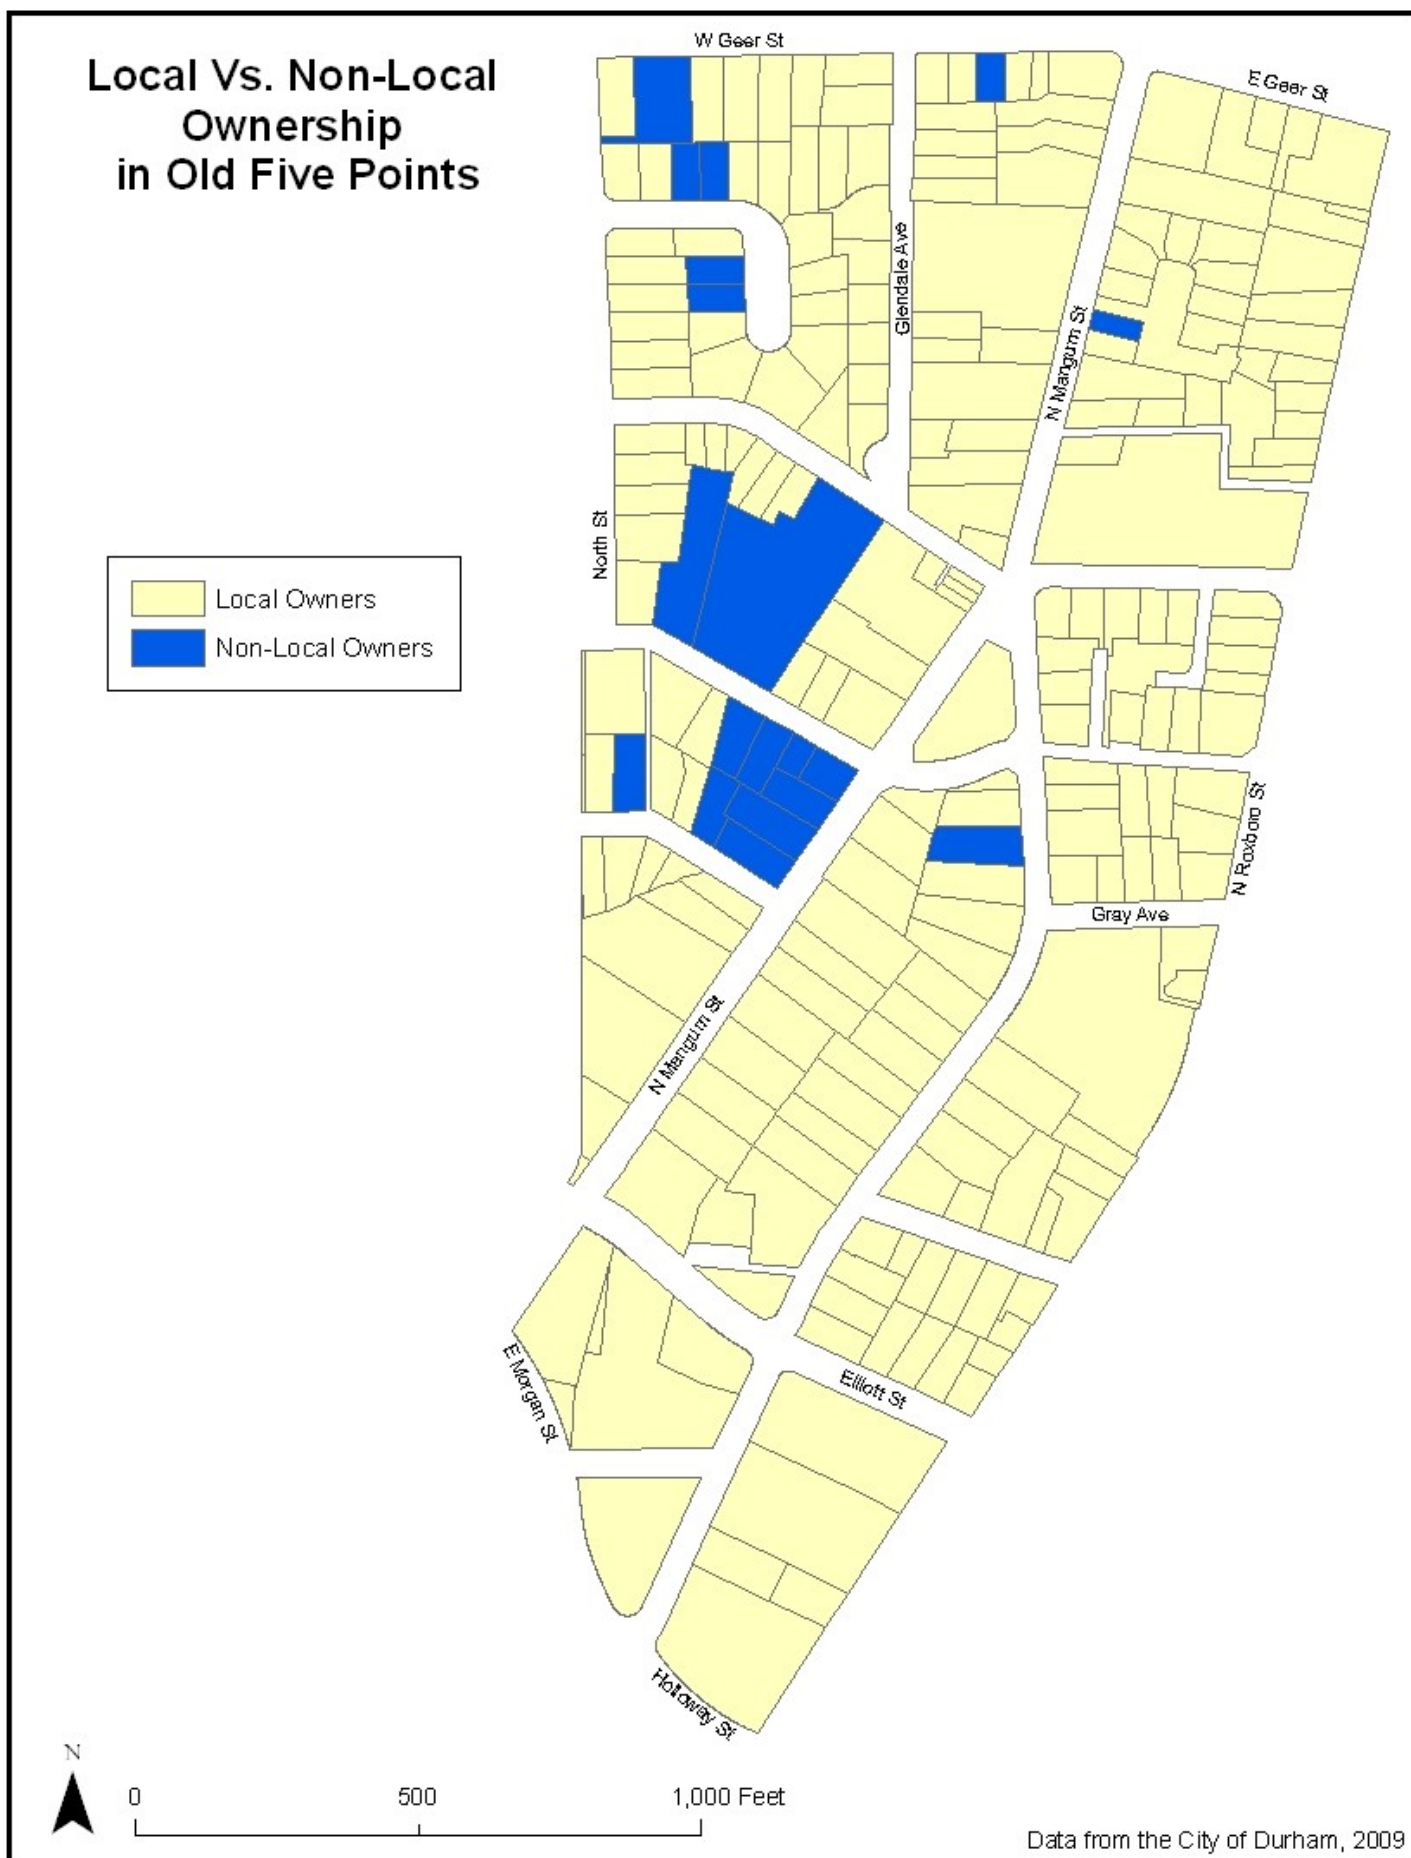 Local Vs. Non-Local
Ownership
in Old Five Points
W Geer St
E Geer St
Glendale Ave
N Mangum St
North St
Local Owners
Non-Local Owners
N Roxboro St
Gray Ave
N Mangum St
E Morgan St
Elliott St
Holloway St
N
0 500 1,000 Feet
Data from the City of Durham, 2009